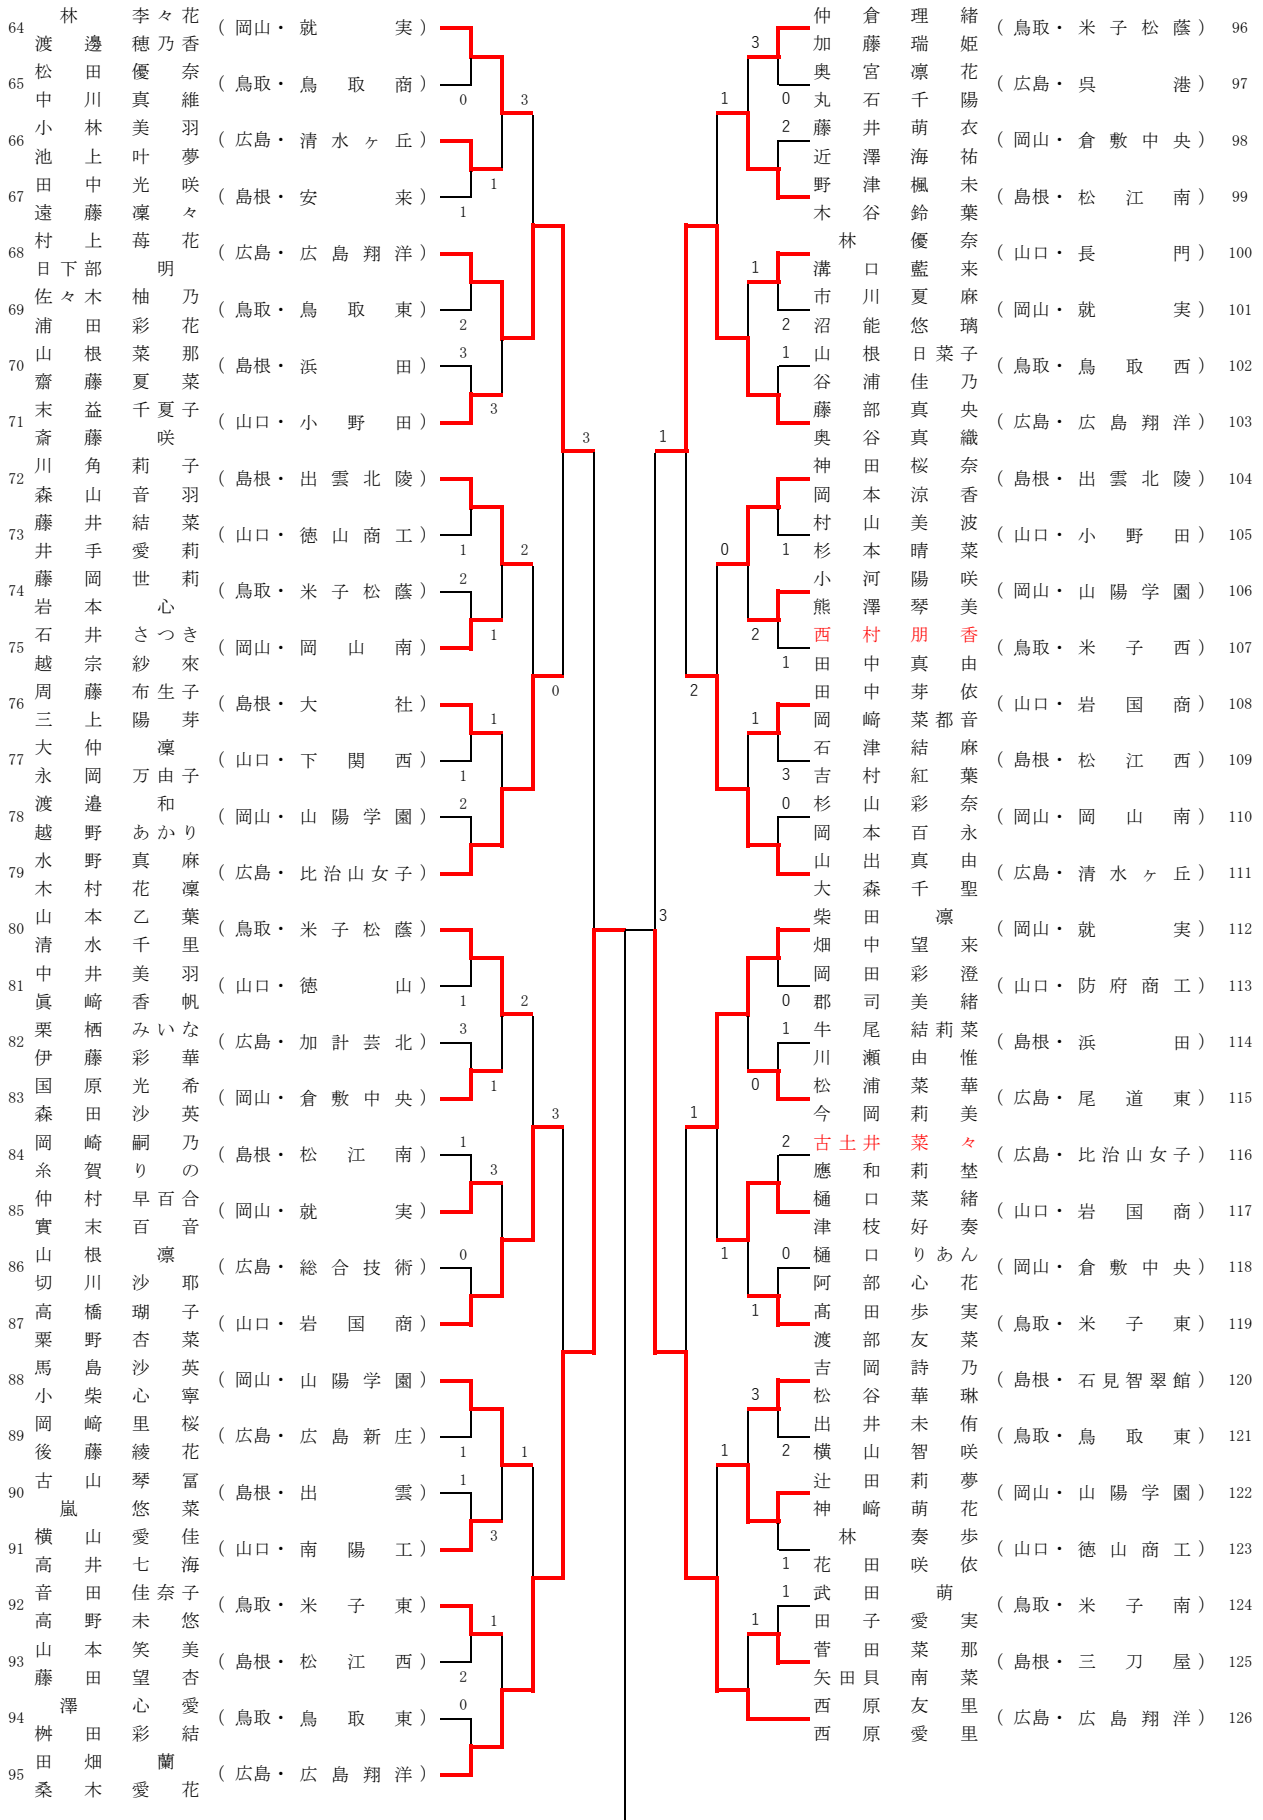 64 林 李々花 (岡山・就実)
渡邊穂乃香
65 松田優奈 (鳥取・鳥取商)
中川真維
0
3
66 小林美羽 (広島・清水ヶ丘)
池上叶夢
67 田中光咲 (島根・安来)
遠藤凜々
1
1
68 村上苺花 (広島・広島翔洋)
日下部 明
69 佐々木柚乃 (鳥取・鳥取東)
浦田彩花
2
70 山根菜那 (島根・浜田)
齋藤夏菜
3
71 末益千夏子 (山口・小野田)
斎藤 咲
3
3
72 川角莉子 (島根・出雲北陵)
森山音羽
73 藤井結菜 (山口・徳山商工)
井手愛莉
1
2
74 藤岡世莉 (鳥取・米子松蔭)
岩本 心
2
75 石井さつき (岡山・岡山南)
越宗紗來
1
0
76 周藤布生子 (島根・大社)
三上陽芽
1
77 大仲 凜 (山口・下関西)
永岡万由子
1
78 渡邉 和 (岡山・山陽学園)
越野あかり
2
79 水野真麻 (広島・比治山女子)
木村花凜
80 山本乙葉 (鳥取・米子松蔭)
清水千里
81 中井美羽 (山口・徳山)
眞﨑香帆
1
2
82 栗栖みいな (広島・加計芸北)
伊藤彩華
3
83 国原光希 (岡山・倉敷中央)
森田沙英
1
3
84 岡崎嗣乃 (島根・松江南)
糸賀りの
1
3
85 仲村早百合 (岡山・就実)
實末百音
86 山根 凛 (広島・総合技術)
切川沙耶
0
87 高橋瑚子 (山口・岩国商)
栗野杏菜
88 馬島沙英 (岡山・山陽学園)
小柴心寧
89 岡﨑里桜 (広島・広島新庄)
後藤綾花
1
1
90 古山琴冨 (島根・出雲)
嵐 悠菜
1
91 横山愛佳 (山口・南陽工)
高井七海
3
92 音田佳奈子 (鳥取・米子東)
高野未悠
1
93 山本笑美 (島根・松江西)
藤田望杏
2
94 澤 心愛 (鳥取・鳥取東)
桝田彩結
0
95 田畑 蘭 (広島・広島翔洋)
桑木愛花
仲倉理緒 (鳥取・米子松蔭) 96
加藤瑞姫
3
奥宮凛花 (広島・呉港) 97
丸石千陽
0
1
藤井萌衣 (岡山・倉敷中央) 98
近澤海祐
2
野津楓未 (島根・松江南) 99
木谷鈴葉
林 優奈 (山口・長門) 100
溝口藍来
1
市川夏麻 (岡山・就実) 101
沼能悠璃
2
山根日菜子 (鳥取・鳥取西) 102
谷浦佳乃
1
藤部真央 (広島・広島翔洋) 103
奥谷真織
1
神田桜奈 (島根・出雲北陵) 104
岡本涼香
村山美波 (山口・小野田) 105
杉本晴菜
1
0
小河陽咲 (岡山・山陽学園) 106
熊澤琴美
西村朋香 (鳥取・米子西) 107
田中真由
2
1
田中芽依 (山口・岩国商) 108
岡﨑菜都音
2
1
石津結麻 (島根・松江西) 109
吉村紅葉
3
杉山彩奈 (岡山・岡山南) 110
岡本百永
0
山出真由 (広島・清水ヶ丘) 111
大森千聖
柴田 凛 (岡山・就実) 112
畑中望来
3
岡田彩澄 (山口・防府商工) 113
郡司美緒
0
牛尾結莉菜 (島根・浜田) 114
川瀬由惟
1
松浦菜華 (広島・尾道東) 115
今岡莉美
0
1
古土井菜々 (広島・比治山女子) 116
應和莉埜
2
樋口菜緒 (山口・岩国商) 117
津枝好奏
樋口りあん (岡山・倉敷中央) 118
阿部心花
1
0
髙田歩実 (鳥取・米子東) 119
渡部友菜
1
吉岡詩乃 (島根・石見智翠館) 120
松谷華琳
3
出井未侑 (鳥取・鳥取東) 121
横山智咲
2
1
辻田莉夢 (岡山・山陽学園) 122
神﨑萌花
林 奏歩 (山口・徳山商工) 123
花田咲依
1
武田 萌 (鳥取・米子南) 124
田子愛実
1
1
菅田菜那 (島根・三刀屋) 125
矢田貝南菜
西原友里 (広島・広島翔洋) 126
西原愛里